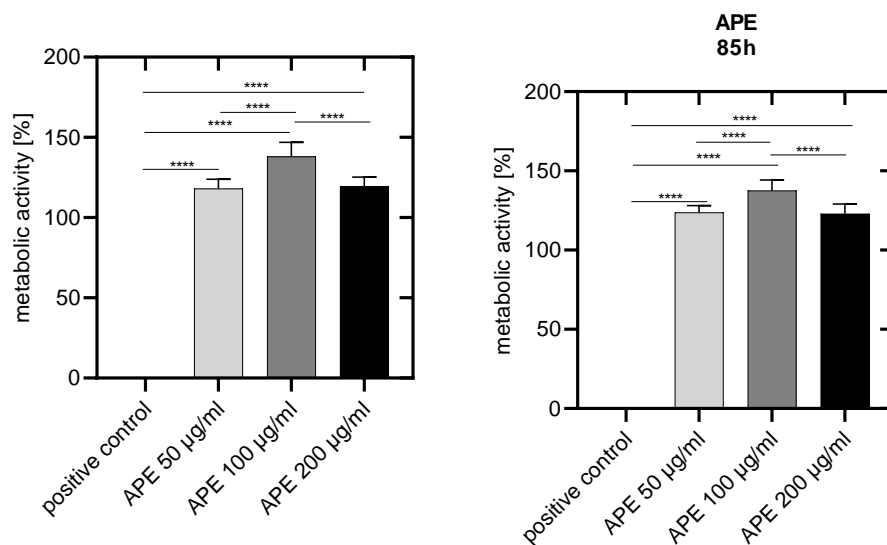 200
150
100
50
0
metabolic activity [%]
****
****
****
****
****
positive control
APE 50 µg/ml
APE 100 µg/ml
APE 200 µg/ml
APE
85h
200
150
100
50
0
metabolic activity [%]
****
****
****
****
****
positive control
APE 50 µg/ml
APE 100 µg/ml
APE 200 µg/ml